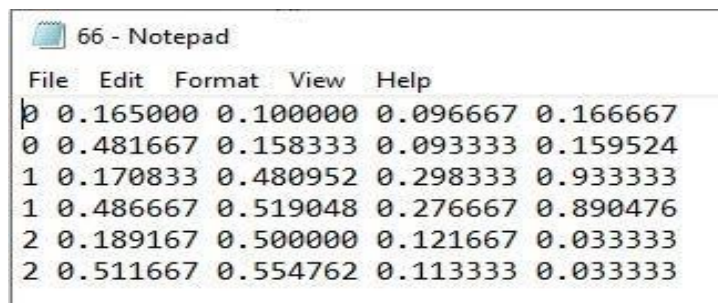 66 - Notepad
File Edit Format View Help
0 0.165000 0.100000 0.096667 0.166667
0 0.481667 0.158333 0.093333 0.159524
1 0.170833 0.480952 0.298333 0.933333
1 0.486667 0.519048 0.276667 0.890476
2 0.189167 0.500000 0.121667 0.033333
2 0.511667 0.554762 0.113333 0.033333